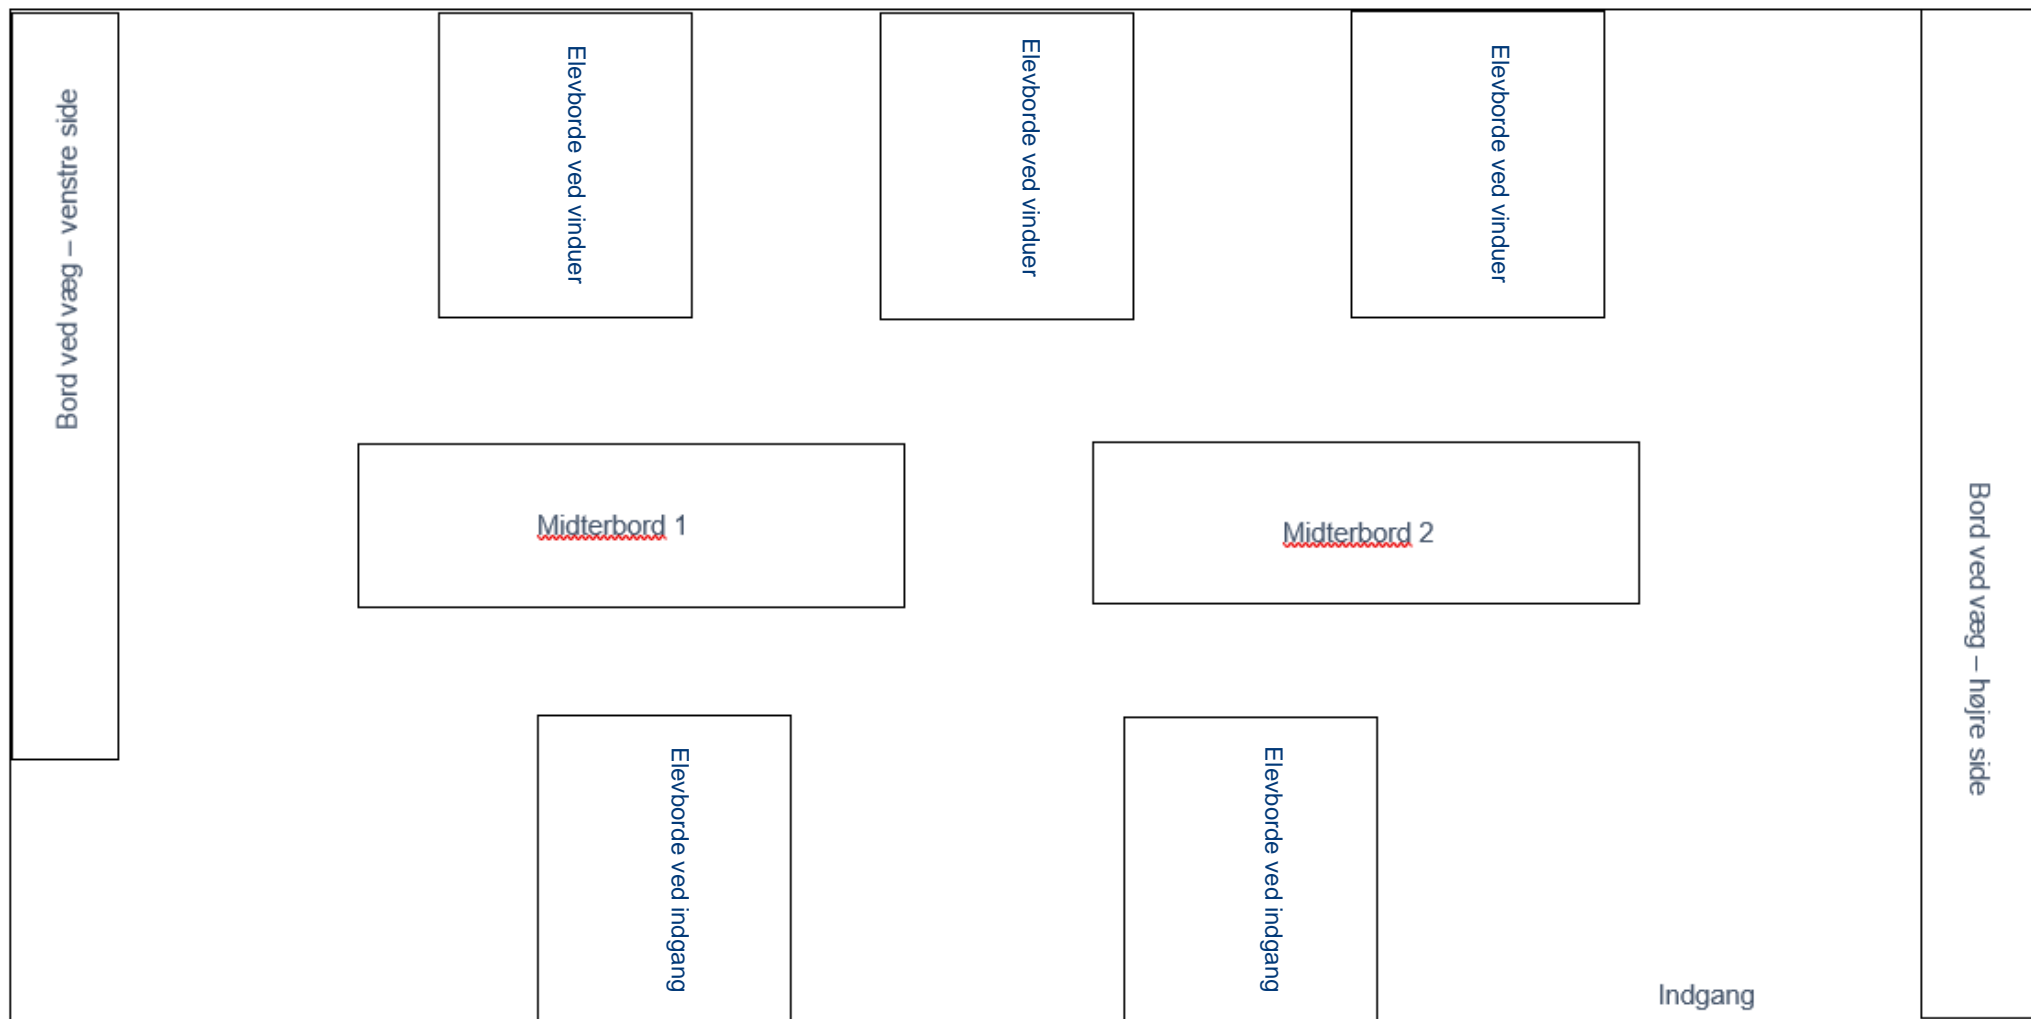 Bord ved væg – venstre side
Elevborde ved vinduer
Elevborde ved vinduer
Elevborde ved vinduer
Midterbord 1
Midterbord 2
Bord ved væg – højre side
Elevborde ved indgang
Elevborde ved indgang
Indgang